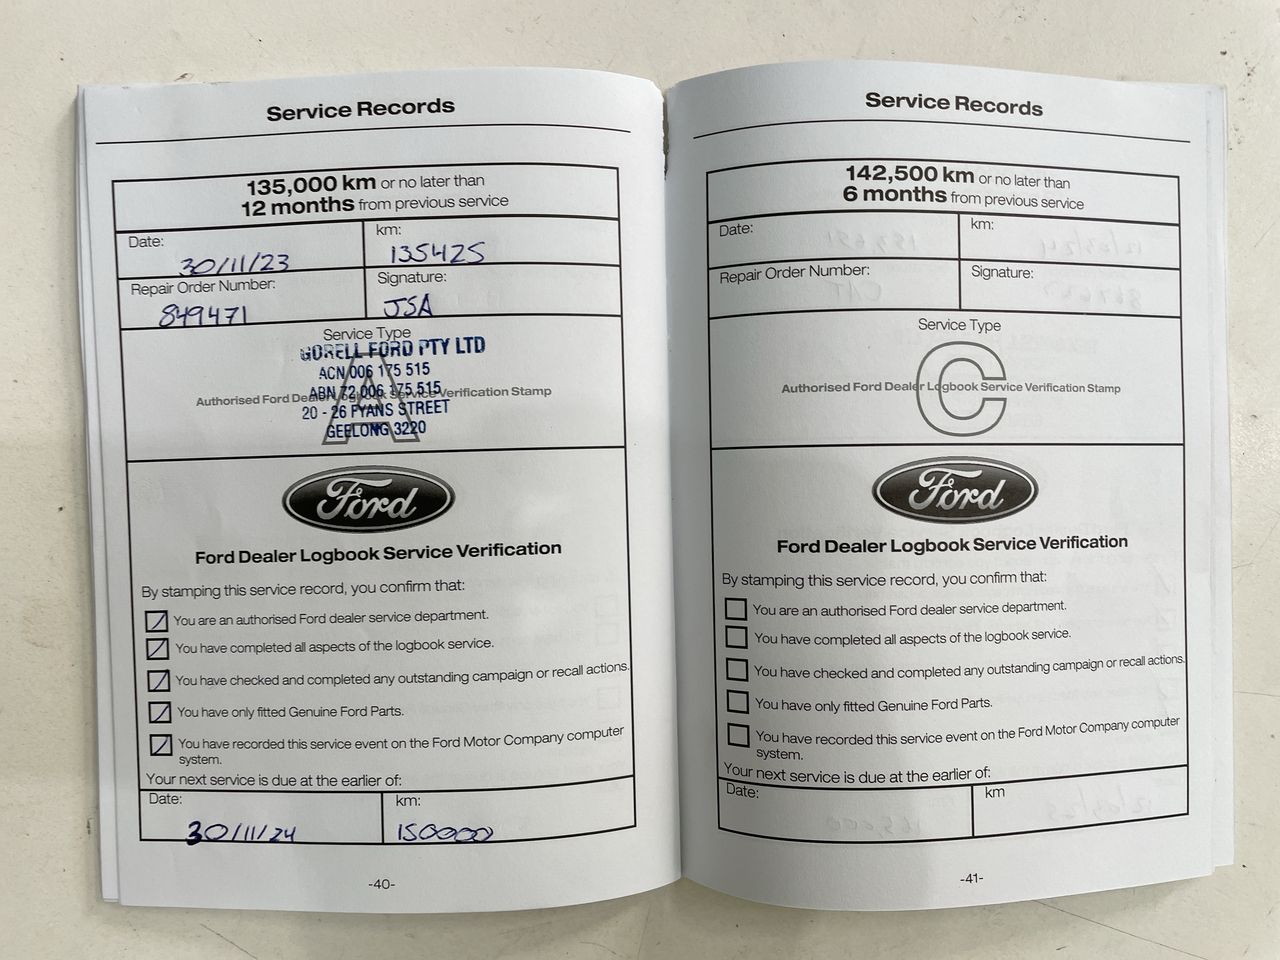 Service Records
135,000 km or no later than
12 months from previous service
Date:
30/11/23
km:
135425
Repair Order Number:
849471
Signature:
JSA
Service Type
A
GORELL FORD PTY LTD
ACN 006 175 515
ABN 72 006 175 515
Authorised Ford Dealer Logbook Service Verification Stamp
20 - 26 FYANS STREET
GEELONG 3220
Ford
Ford Dealer Logbook Service Verification
By stamping this service record, you confirm that:
You are an authorised Ford dealer service department.
You have completed all aspects of the logbook service.
You have checked and completed any outstanding campaign or recall actions.
You have only fitted Genuine Ford Parts.
You have recorded this service event on the Ford Motor Company computer
system.
Your next service is due at the earlier of:
Date:
30/11/24
km:
150000
-40-
Service Records
142,500 km or no later than
6 months from previous service
Date:
km:
Repair Order Number:
Signature:
Service Type
C
Authorised Ford Dealer Logbook Service Verification Stamp
Ford
Ford Dealer Logbook Service Verification
By stamping this service record, you confirm that:
You are an authorised Ford dealer service department.
You have completed all aspects of the logbook service.
You have checked and completed any outstanding campaign or recall actions.
You have only fitted Genuine Ford Parts.
You have recorded this service event on the Ford Motor Company computer
system.
Your next service is due at the earlier of:
Date:
km
-41-